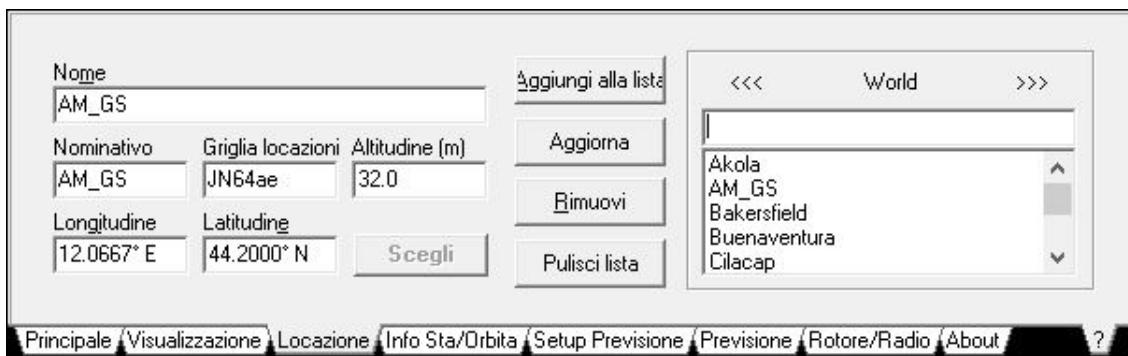 Nome
AM_GS
Nominativo Griglia locazioni Altitudine (m)
AM_GS JN64ae 32.0
Longitudine Latitudine
12.0667° E 44.2000° N Scegli
Aggiungi alla lista
Aggiorna
Rimuovi
Pulisci lista
<<< World >>>
Akola
AM_GS
Bakersfield
Buenaventura
Cilacap
Principale Visualizzazione Locazione Info Sta/Orbita Setup Previsione Previsione Rotore/Radio About ?